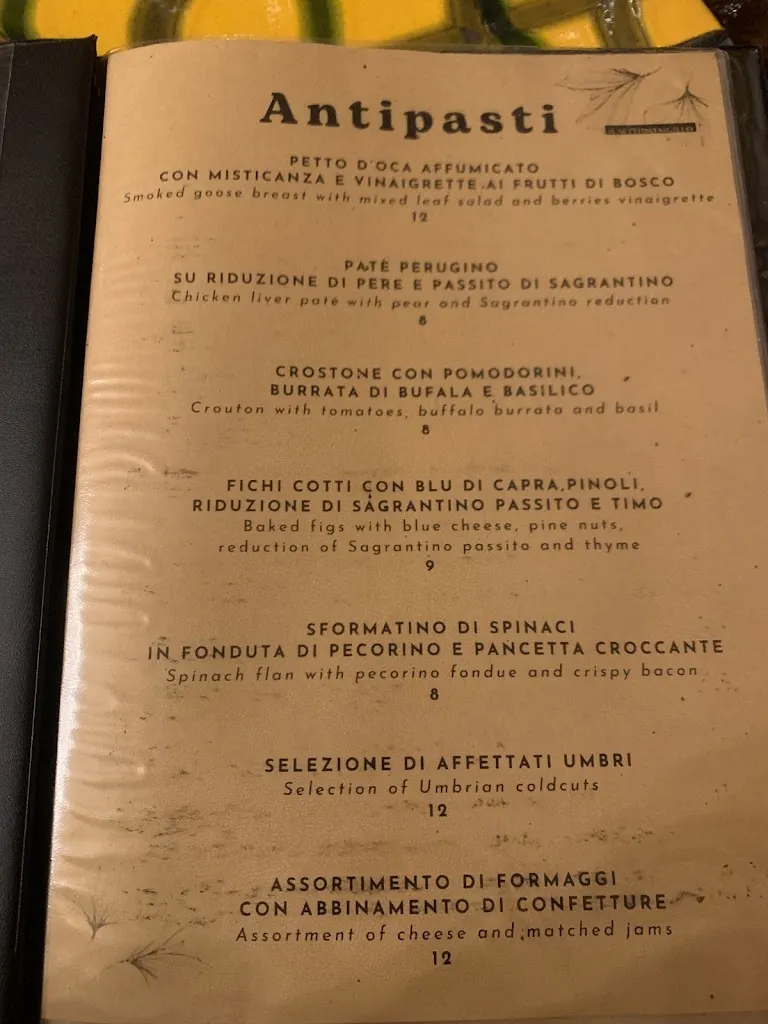 Antipasti
PETTO D'OCA AFFUMICATO
CON MISTICANZA E VINAIGRETTE AI FRUTTI DI BOSCO
Smoked goose breast with mixed leaf salad and berries vinaigrette
12
PATÈ PERUGINO
SU RIDUZIONE DI PERE E PASSITO DI SAGRANTINO
Chicken liver patè with pear and Sagrantino reduction
8
CROSTONE CON POMODORINI,
BURRATA DI BUFALA E BASILICO
Crouton with tomatoes, buffalo burrata and basil
8
FICHI COTTI CON BLU DI CAPRA, PINOLI,
RIDUZIONE DI SAGRANTINO PASSITO E TIMO
Baked figs with blue cheese, pine nuts,
reduction of Sagrantino passito and thyme
9
SFORMATINO DI SPINACI
IN FONDUTA DI PECORINO E PANCETTA CROCCANTE
Spinach flan with pecorino fondue and crispy bacon
8
SELEZIONE DI AFFETTATI UMBRI
Selection of Umbrian coldcuts
12
ASSORTIMENTO DI FORMAGGI
CON ABBINAMENTO DI CONFETTURE
Assortment of cheese and matched jams
12